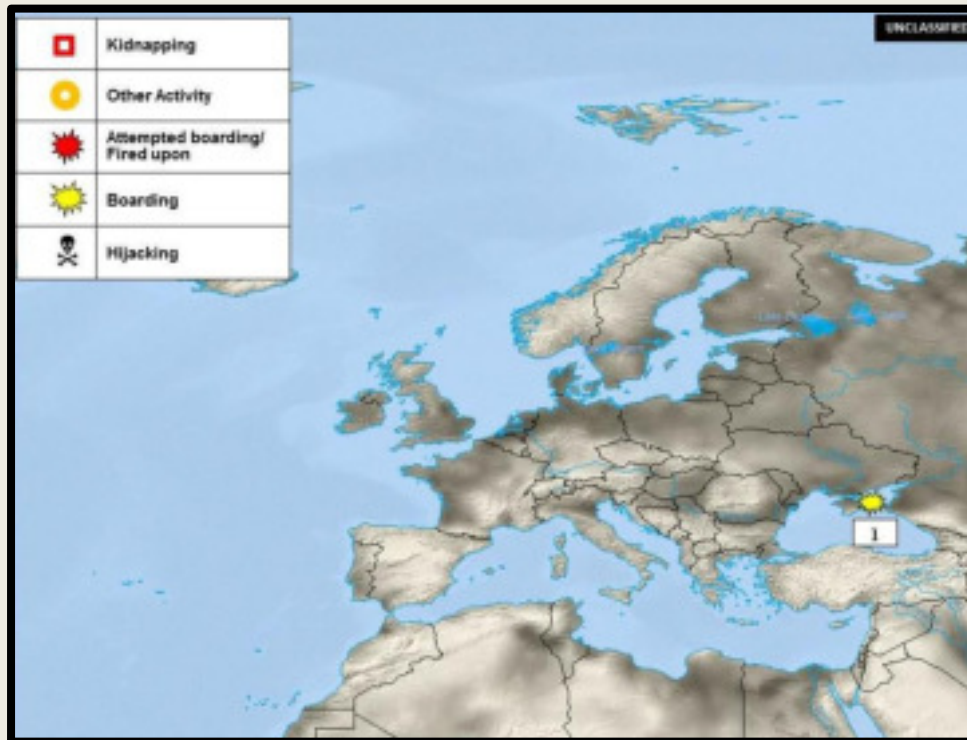 UNCLASSIFIED
Kidnapping
Other Activity
Attempted boarding/
Fired upon
Boarding
Hijacking
1